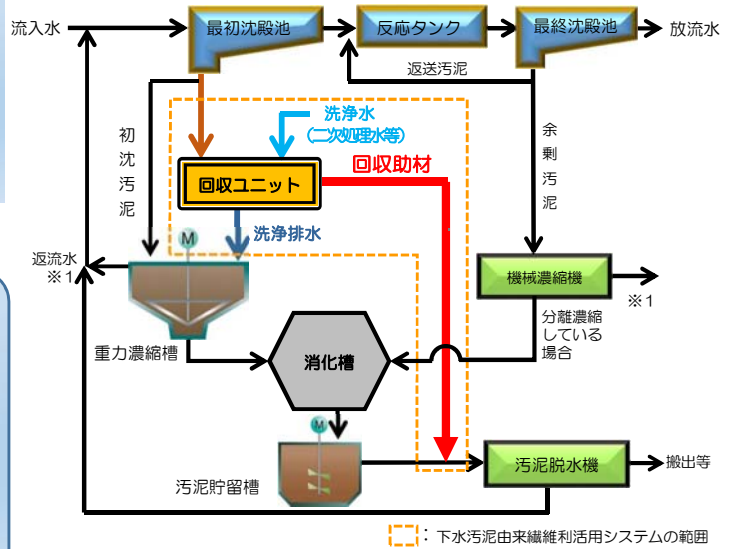 流入水
最初沈殿池
反応タンク
最終沈殿池
放流水
返送汚泥
洗浄水
(二次処理水等)
初沈汚泥
余剰汚泥
回収助材
回収ユニット
M
洗浄排水
返流水
※1
機械濃縮機
※1
分離濃縮
している
場合
重力濃縮槽
消化槽
M
汚泥脱水機
搬出等
汚泥貯留槽
:下水汚泥由来繊維利活用システムの範囲